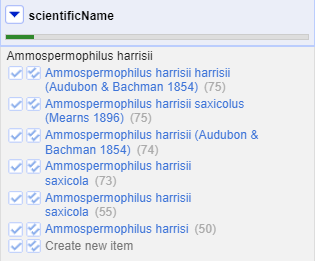 scientificName
Ammospermophilus harrisii
Ammospermophilus harrisii harrisii
(Audubon & Bachman 1854) (75)
Ammospermophilus harrisii saxicolus
(Mearns 1896) (75)
Ammospermophilus harrisii (Audubon &
Bachman 1854) (74)
Ammospermophilus harrisii
saxicola (73)
Ammospermophilus harrisii
saxicola (55)
Ammospermophilus harrisi (50)
Create new item